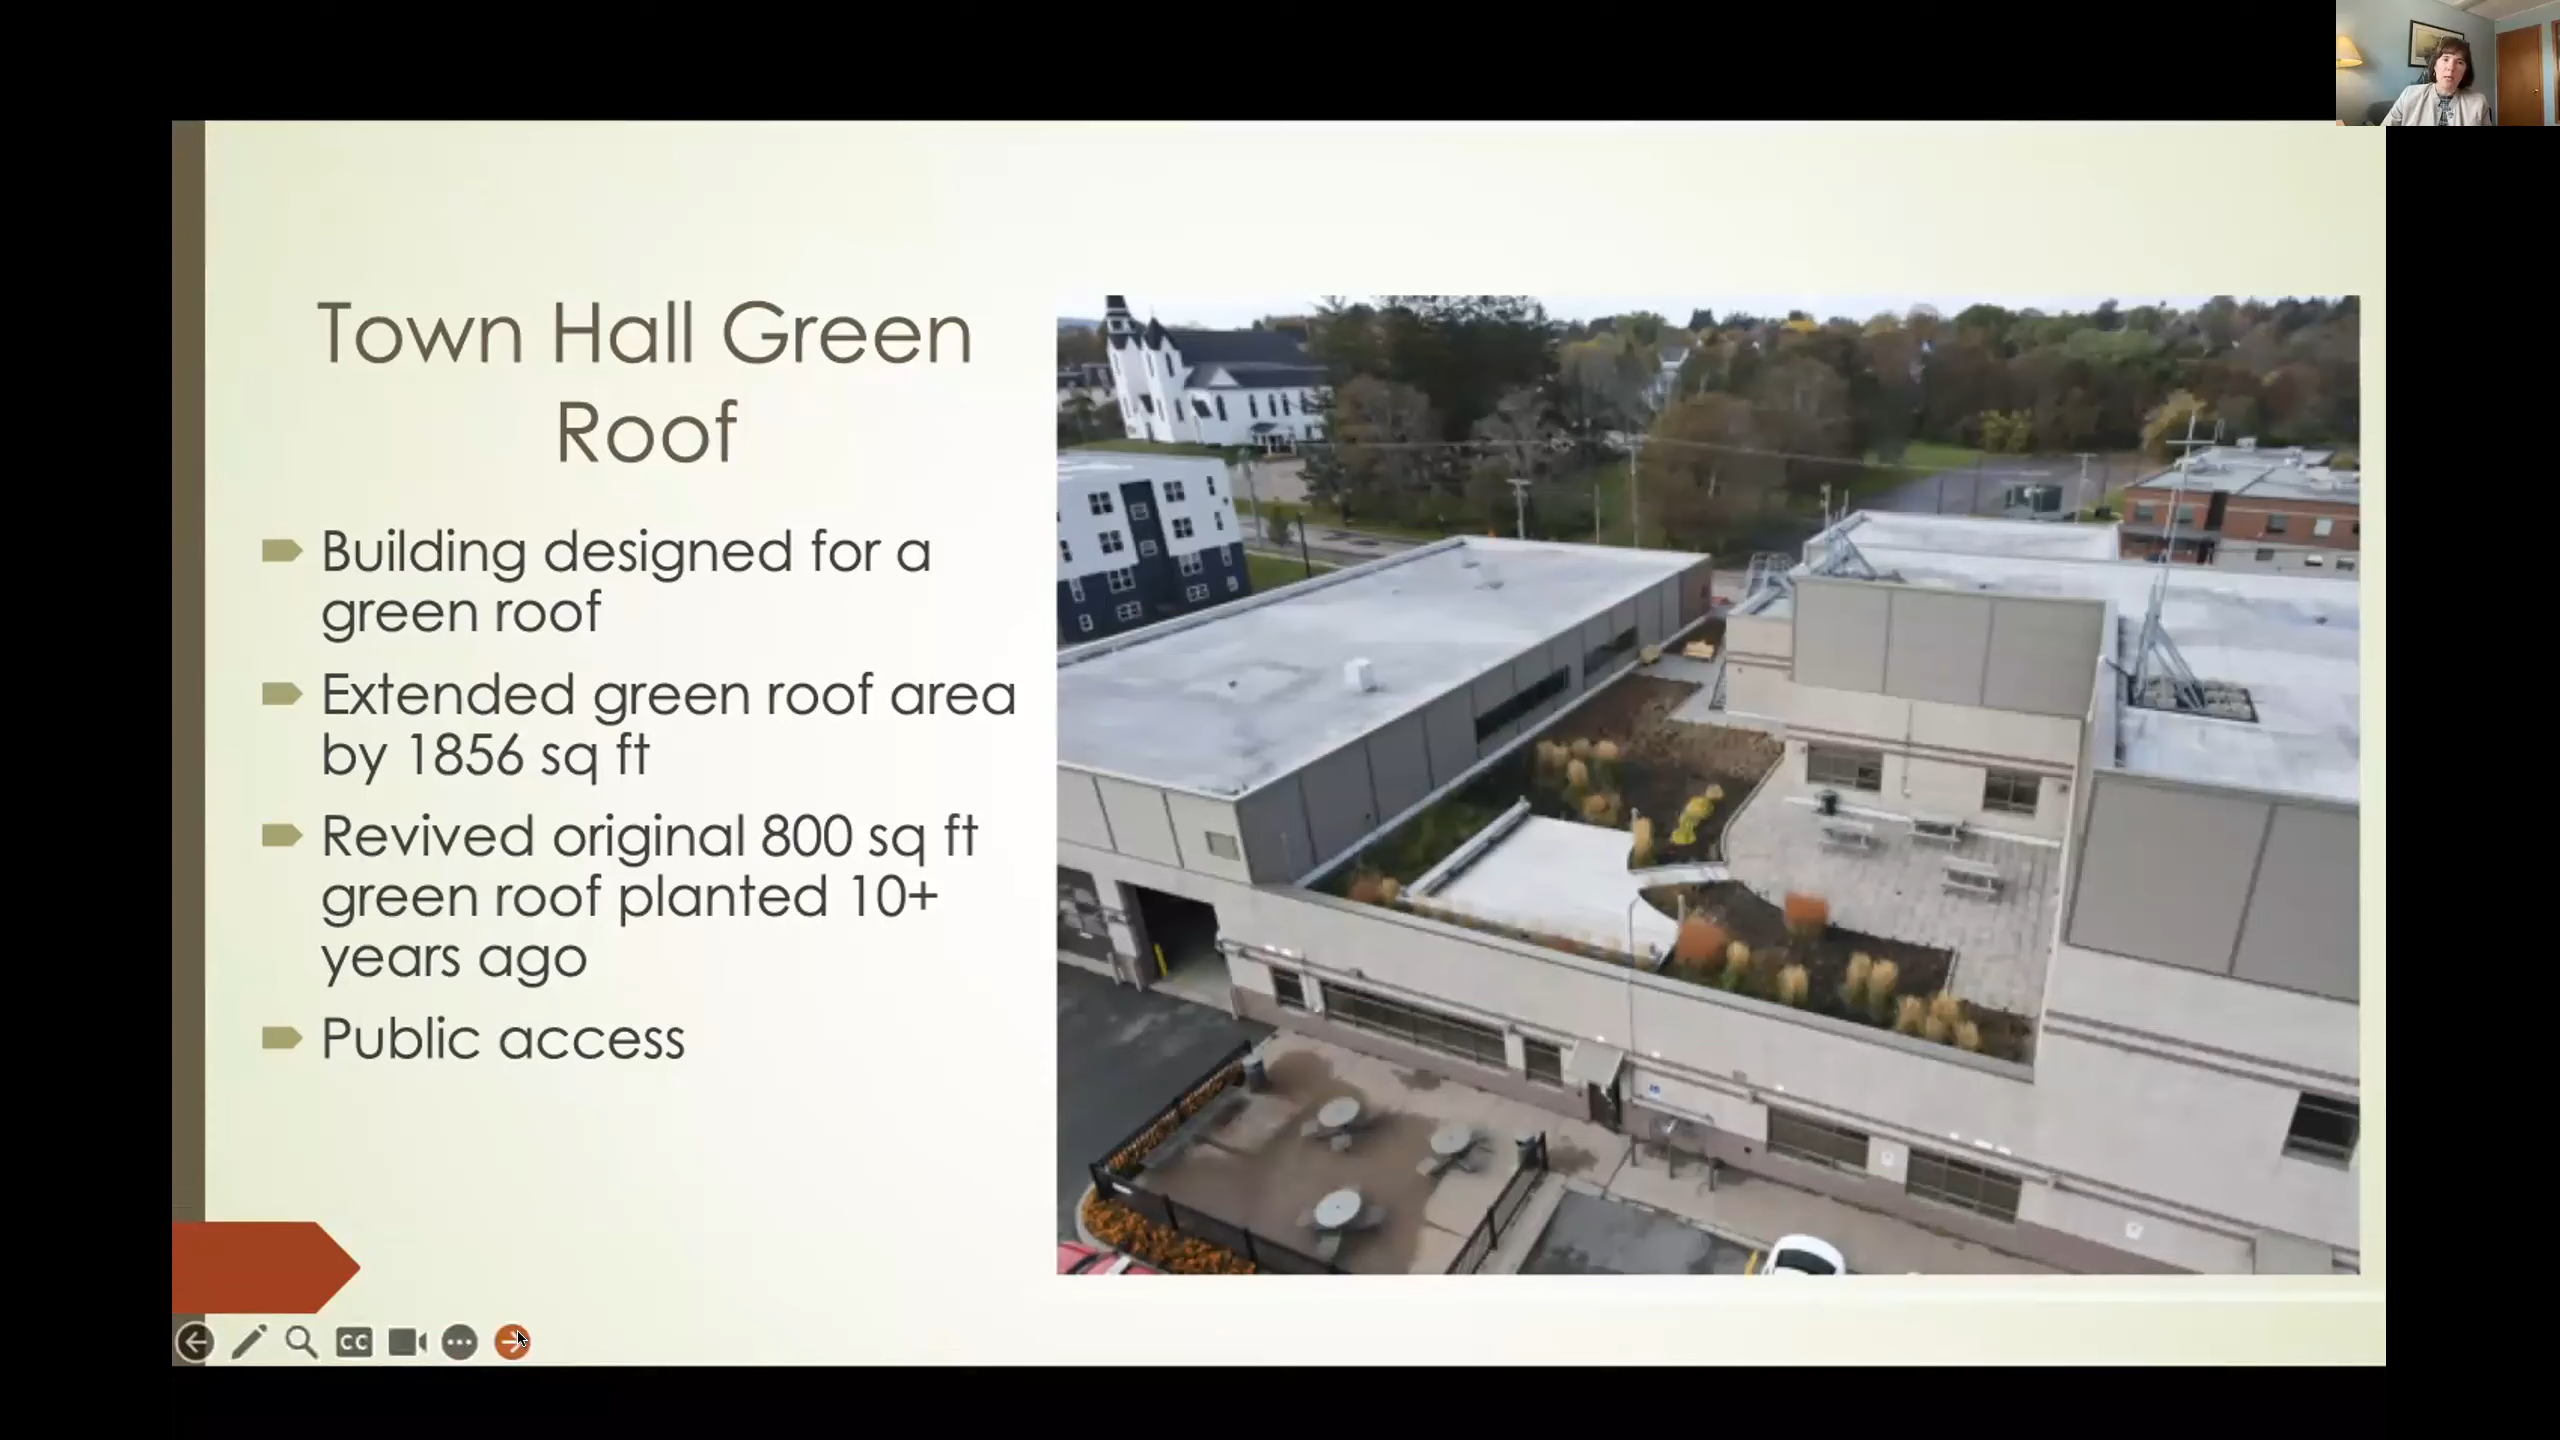 Town Hall Green
Roof
Building designed for a
green roof
Extended green roof area
by 1856 sq ft
Revived original 800 sq ft
green roof planted 10+
years ago
Public access
CC